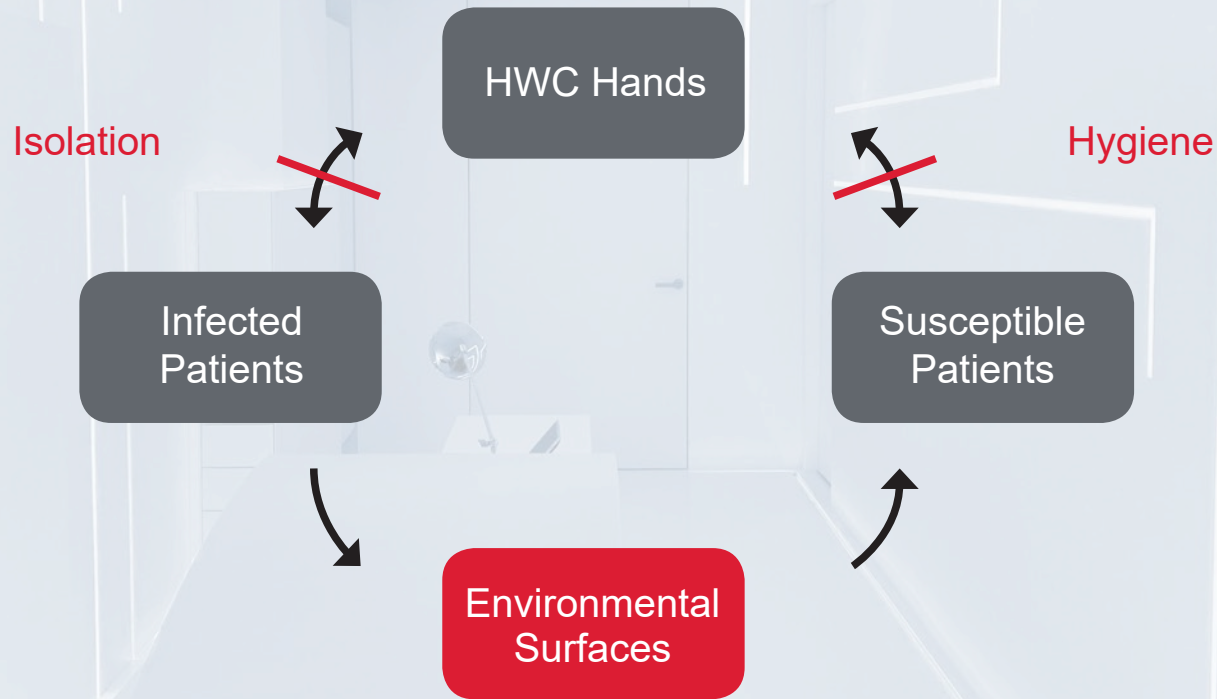 HWC Hands
Isolation
Hygiene
Infected
Patients
Susceptible
Patients
Environmental
Surfaces